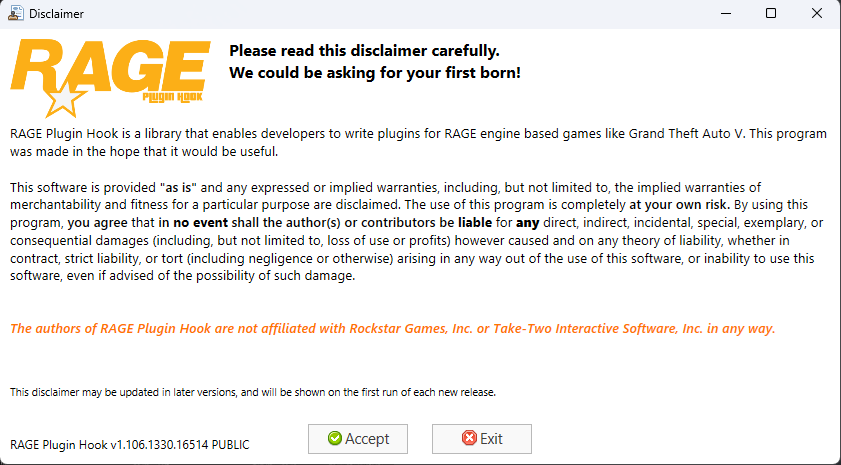 Disclaimer
RAGE
PLUGIN HOOK
Please read this disclaimer carefully.
We could be asking for your first born!
RAGE Plugin Hook is a library that enables developers to write plugins for RAGE engine based games like Grand Theft Auto V. This program
was made in the hope that it would be useful.
This software is provided "as is" and any expressed or implied warranties, including, but not limited to, the implied warranties of
merchantability and fitness for a particular purpose are disclaimed. The use of this program is completely at your own risk. By using this
program, you agree that in no event shall the author(s) or contributors be liable for any direct, indirect, incidental, special, exemplary, or
consequential damages (including, but not limited to, loss of use or profits) however caused and on any theory of liability, whether in
contract, strict liability, or tort (including negligence or otherwise) arising in any way out of the use of this software, or inability to use this
software, even if advised of the possibility of such damage.
The authors of RAGE Plugin Hook are not affiliated with Rockstar Games, Inc. or Take-Two Interactive Software, Inc. in any way.
This disclaimer may be updated in later versions, and will be shown on the first run of each new release.
RAGE Plugin Hook v1.106.1330.16514 PUBLIC
Accept
Exit